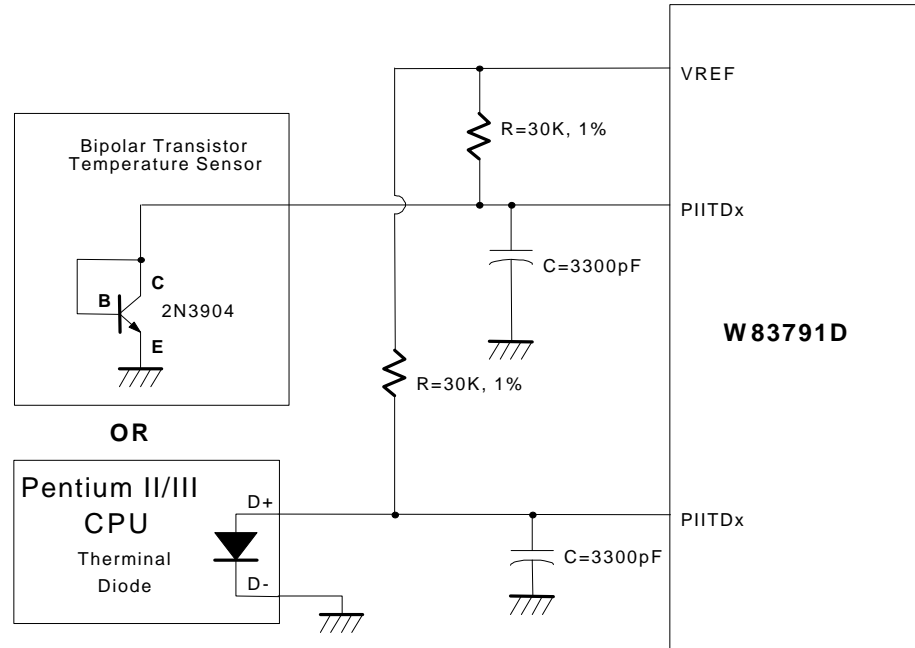 VREF
R=30K, 1%
Bipolar Transistor
Temperature Sensor
PIITDx
C=3300pF
C
B
2N3904
E
W83791D
R=30K, 1%
OR
Pentium II/III
CPU
D+
Therminal
Diode
D-
PIITDx
C=3300pF